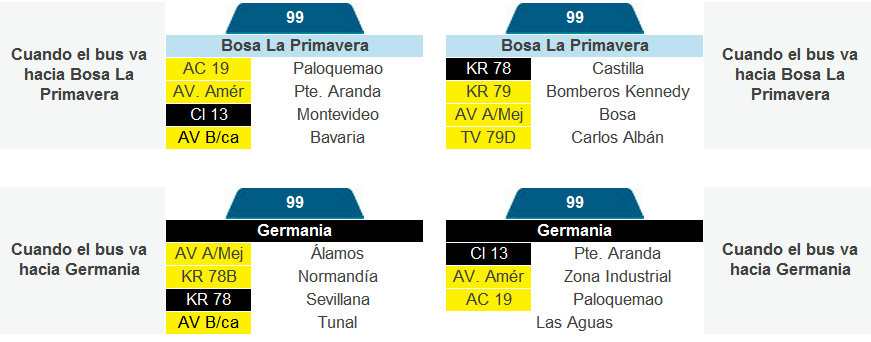 Cuando el bus va
hacia Bosa La
Primavera
99
Bosa La Primavera
AC 19 Paloquemao
AV. Amér Pte. Aranda
Cl 13 Montevideo
AV B/ca Bavaria
99
Bosa La Primavera
KR 78 Castilla
KR 79 Bomberos Kennedy
AV A/Mej Bosa
TV 79D Carlos Albán
Cuando el bus va
hacia Bosa La
Primavera
Cuando el bus va
hacia Germania
99
Germania
AV A/Mej Álamos
KR 78B Normandía
KR 78 Sevillana
AV B/ca Tunal
99
Germania
Cl 13 Pte. Aranda
AV. Amér Zona Industrial
AC 19 Paloquemao
Las Aguas
Cuando el bus va
hacia Germania